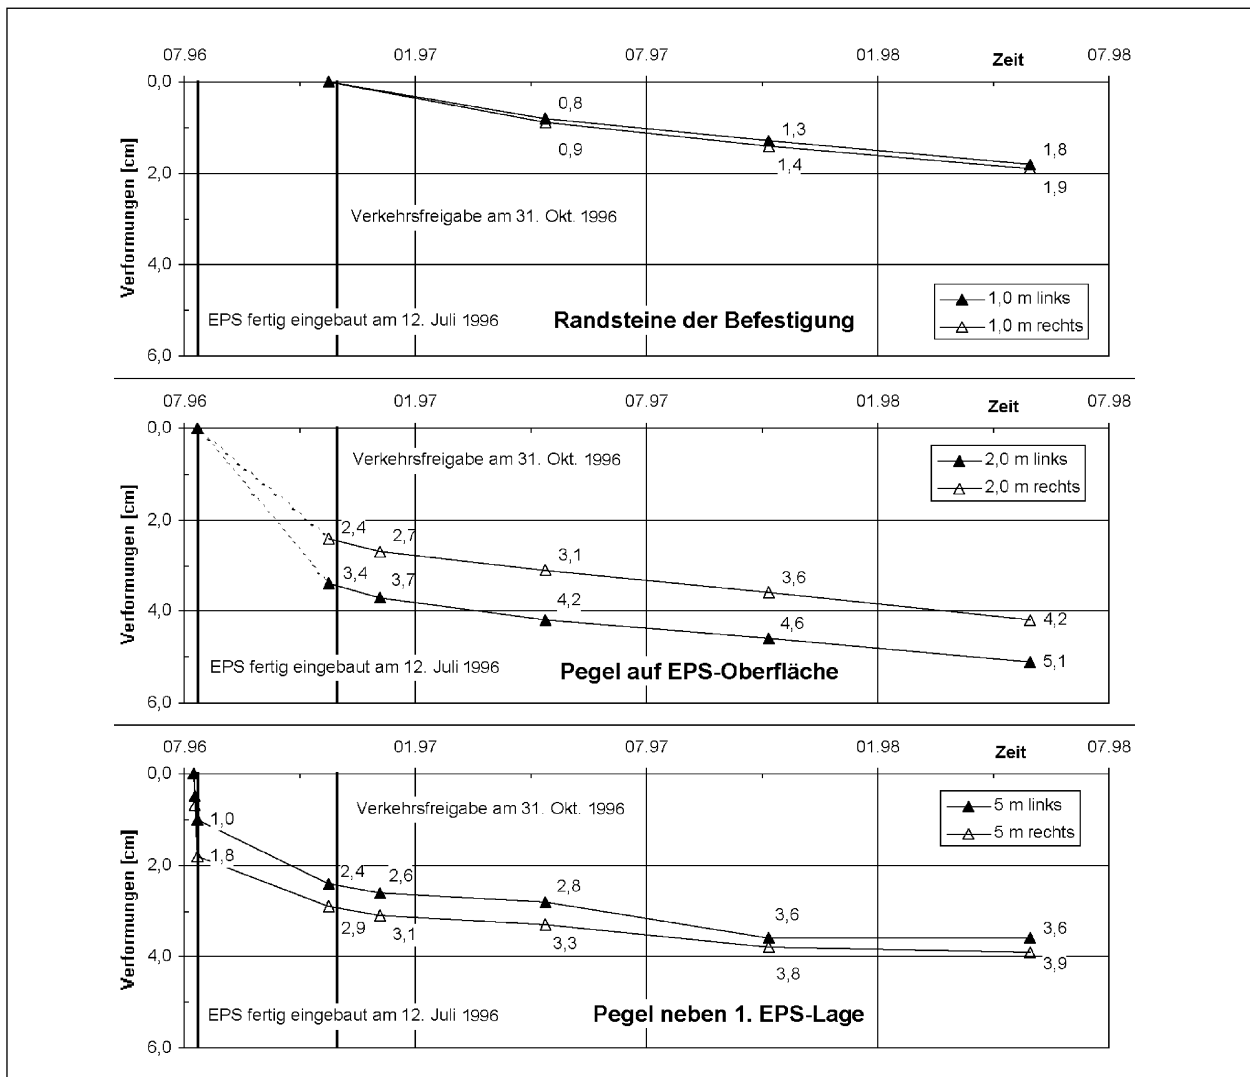 07.96 01.97 07.97 01.98 Zeit 07.98
0,0
2,0
4,0
6,0
Verformungen [cm]
0,8
0,9
1,3
1,4
1,8
1,9
Verkehrsfreigabe am 31. Okt. 1996
EPS fertig eingebaut am 12. Juli 1996
Randsteine der Befestigung
1,0 m links
1,0 m rechts
07.96 01.97 07.97 01.98 Zeit 07.98
0,0
2,0
4,0
6,0
Verformungen [cm]
Verkehrsfreigabe am 31. Okt. 1996
2,0 m links
2,0 m rechts
2,4 2,7 3,1 3,6 4,2
3,4 3,7 4,2 4,6 5,1
EPS fertig eingebaut am 12. Juli 1996
Pegel auf EPS-Oberfläche
07.96 01.97 07.97 01.98 Zeit 07.98
0,0
2,0
4,0
6,0
Verformungen [cm]
Verkehrsfreigabe am 31. Okt. 1996
5 m links
5 m rechts
1,0 2,4 2,6 2,8 3,6 3,6
1,8 2,9 3,1 3,3 3,8 3,9
EPS fertig eingebaut am 12. Juli 1996
Pegel neben 1. EPS-Lage